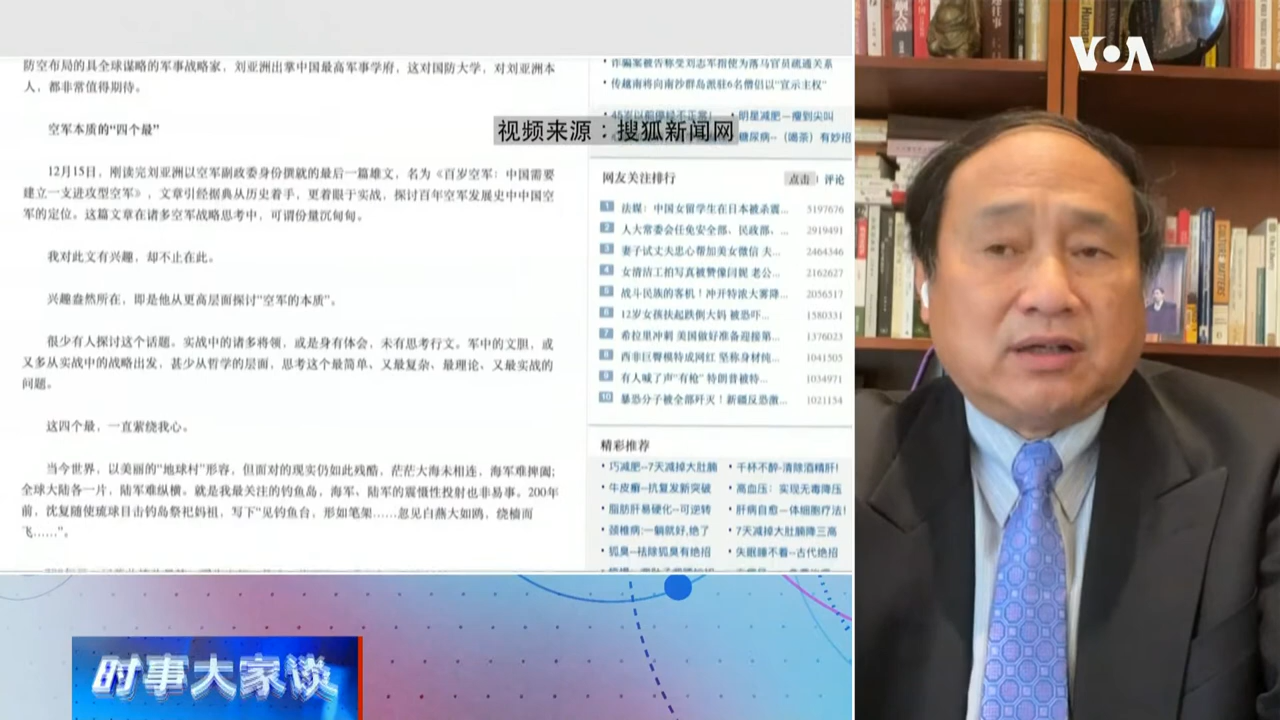 防空布局的具全球谋略的军事战略家，刘亚洲出掌中国最高军事学府，这对国防大学，对刘亚洲本
人，都非常值得期待。
空军本质的“四个最”
12月15日，刚读完刘亚洲以空军副政委身份撰就的最后一篇雄文，名为《百岁空军：中国需要
建立一支进攻型空军》，文章引经据典从历史着手，更着眼于实战，探讨百年空军发展史中中国空
军的定位。这篇文章在诸多空军战略思考中，可谓份量沉甸甸。
我对此文有兴趣，却不止在此。
兴趣盎然所在，即是他从更高层面探讨“空军的本质”。
很少有人探讨这个话题。实战中的诸多将领，或是身有体会，未有思考行文。军中的文胆，或
又多从实战中的战略出发，甚少从哲学的层面，思考这个最简单、又最复杂、最理论、又最实战的
问题。
这四个最，一直萦绕我心。
当今世界，以美丽的“地球村”形容，但面对的现实仍如此残酷，茫茫大海未相连，海军难捭阖；
全球大陆各一片，陆军难纵横。就是我最关注的钓鱼岛，海军、陆军的震慑性投射也非易事。200年
前，沈复随使琉球目击钓岛祭祀妈祖，写下“见钓鱼台，形如笔架……忽见白燕大如鸥，绕樯而
飞……”。
• 诈骗案被告称受刘志军指使为落马官员疏通关系
• 传越南将向南沙群岛派驻6名僧侣以“宣示主权”
• 明星减肥—瘦到尖叫
视频来源：搜狐新闻网
糖尿病--（喝茶）有妙招
网友关注排行 点击 评论
1 法媒：中国女留学生在日本被杀震... 5197676
2 人大常委会任免安全部、民政部、... 2919491
3 妻子试丈夫忠心帮加美女微信 夫... 2464346
4 女清洁工拍写真被赞像闫妮 老公... 2162627
5 战斗民族的客机！冲开特浓大雾降... 2056517
6 12岁女孩扶起跌倒大妈 被恐吓... 1580331
7 希拉里冲刺 美国做好准备迎接第... 1376023
8 西非巨臀模特成网红 坚称身材纯... 1041505
9 有人喊了声“有枪” 特朗普被特... 1034971
10 暴恐分子被全部歼灭！新疆反恐激... 1021154
精彩推荐
• 巧减肥--7天减掉大肚腩 • 千杯不醉-清除酒精肝!
• 牛皮癣--抗复发新突破 • 高血压：实现无毒降压
• 脂肪肝易硬化--可逆转 • 肝病自愈—体细胞疗法!
• 颈椎病:一躺就好,绝了 • 7天减掉大肚腩降三高
• 狐臭--祛除狐臭有绝招 • 失眠睡不着--古代绝招
VOA
时事大家谈